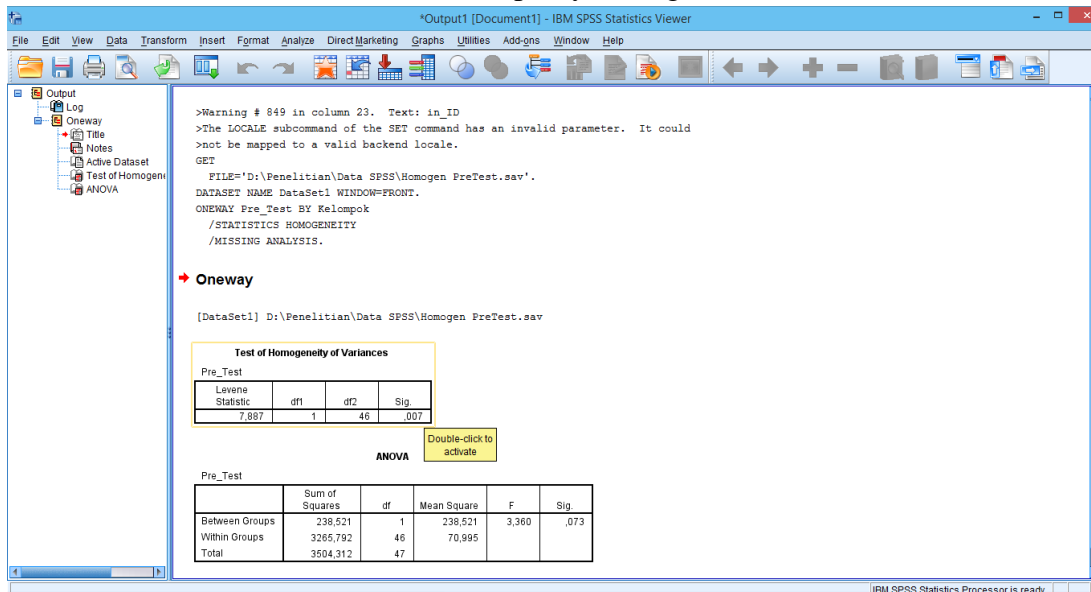 *Output1 [Document1] - IBM SPSS Statistics Viewer
File Edit View Data Transform Insert Format Analyze Direct Marketing Graphs Utilities Add-ons Window Help
Output
Log
Oneway
Title
Notes
Active Dataset
Test of Homogene
ANOVA
>Warning # 849 in column 23. Text: in_ID
>The LOCALE subcommand of the SET command has an invalid parameter. It could
>not be mapped to a valid backend locale.
GET
FILE='D:\Penelitian\Data SPSS\Homogen PreTest.sav'.
DATASET NAME DataSet1 WINDOW=FRONT.
ONEWAY Pre_Test BY Kelompok
/STATISTICS HOMOGENEITY
/MISSING ANALYSIS.
Oneway
[DataSet1] D:\Penelitian\Data SPSS\Homogen PreTest.sav
Test of Homogeneity of Variances
Pre_Test
Levene Statistic df1 df2 Sig.
7,887 1 46 ,007
Double-click to
activate
ANOVA
Pre_Test
Sum of Squares df Mean Square F Sig.
Between Groups 238,521 1 238,521 3,360 ,073
Within Groups 3265,792 46 70,995
Total 3504,312 47
IBM SPSS Statistics Processor is ready